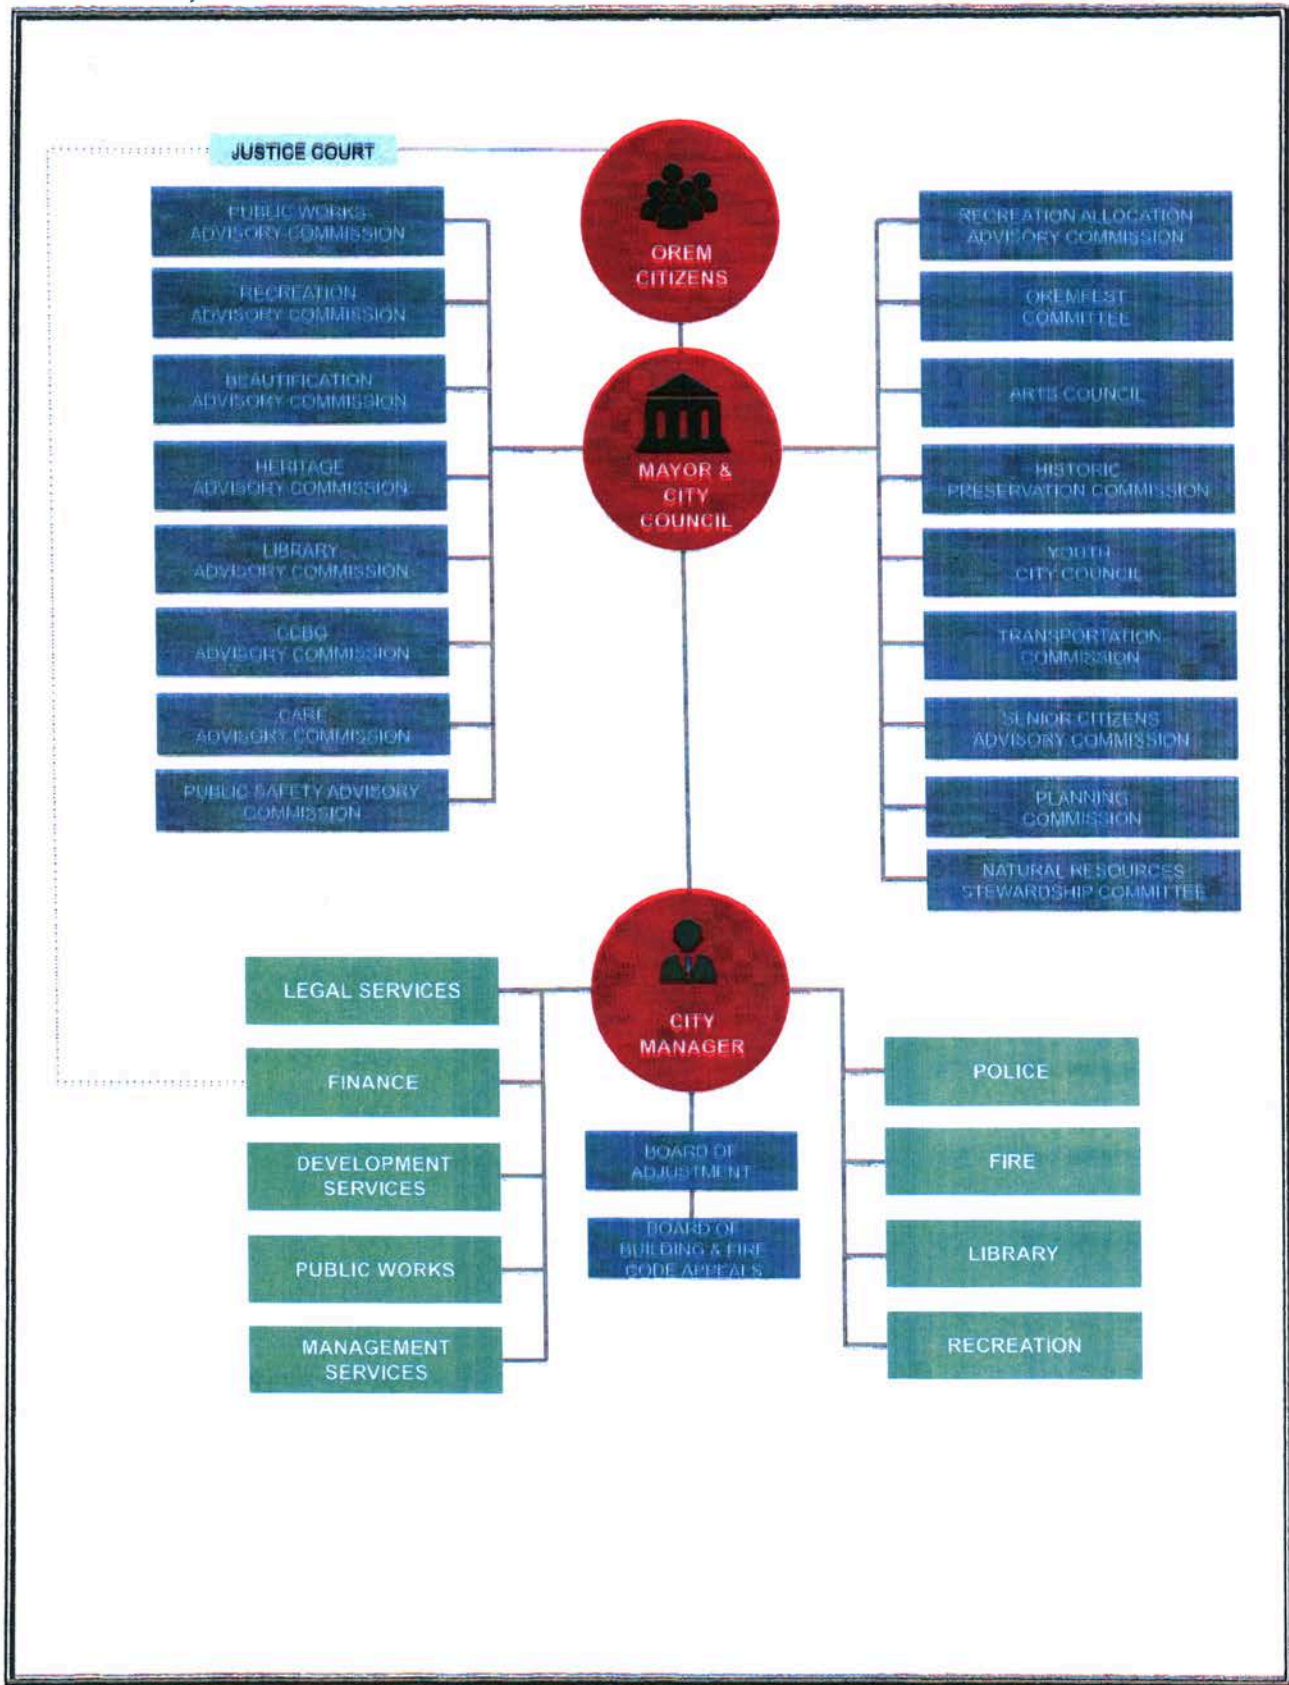 JUSTICE COURT
OREM
CITIZENS
PUBLIC WORKS
ADVISORY COMMISSION
RECREATION
ADVISORY COMMISSION
BEAUTIFICATION
ADVISORY COMMISSION
HERITAGE
ADVISORY COMMISSION
LIBRARY
ADVISORY COMMISSION
CDBG
ADVISORY COMMISSION
CARE
ADVISORY COMMISSION
PUBLIC SAFETY ADVISORY
COMMISSION
MAYOR &
CITY
COUNCIL
RECREATION ALLOCATION
ADVISORY COMMISSION
OREMFEST
COMMITTEE
ARTS COUNCIL
HISTORIC
PRESERVATION COMMISSION
YOUTH
CITY COUNCIL
TRANSPORTATION
COMMISSION
SENIOR CITIZENS
ADVISORY COMMISSION
PLANNING
COMMISSION
NATURAL RESOURCES
STEWARDSHIP COMMITTEE
CITY
MANAGER
LEGAL SERVICES
FINANCE
DEVELOPMENT
SERVICES
PUBLIC WORKS
MANAGEMENT
SERVICES
BOARD OF
ADJUSTMENT
BOARD OF
BUILDING & FIRE
CODE APPEALS
POLICE
FIRE
LIBRARY
RECREATION